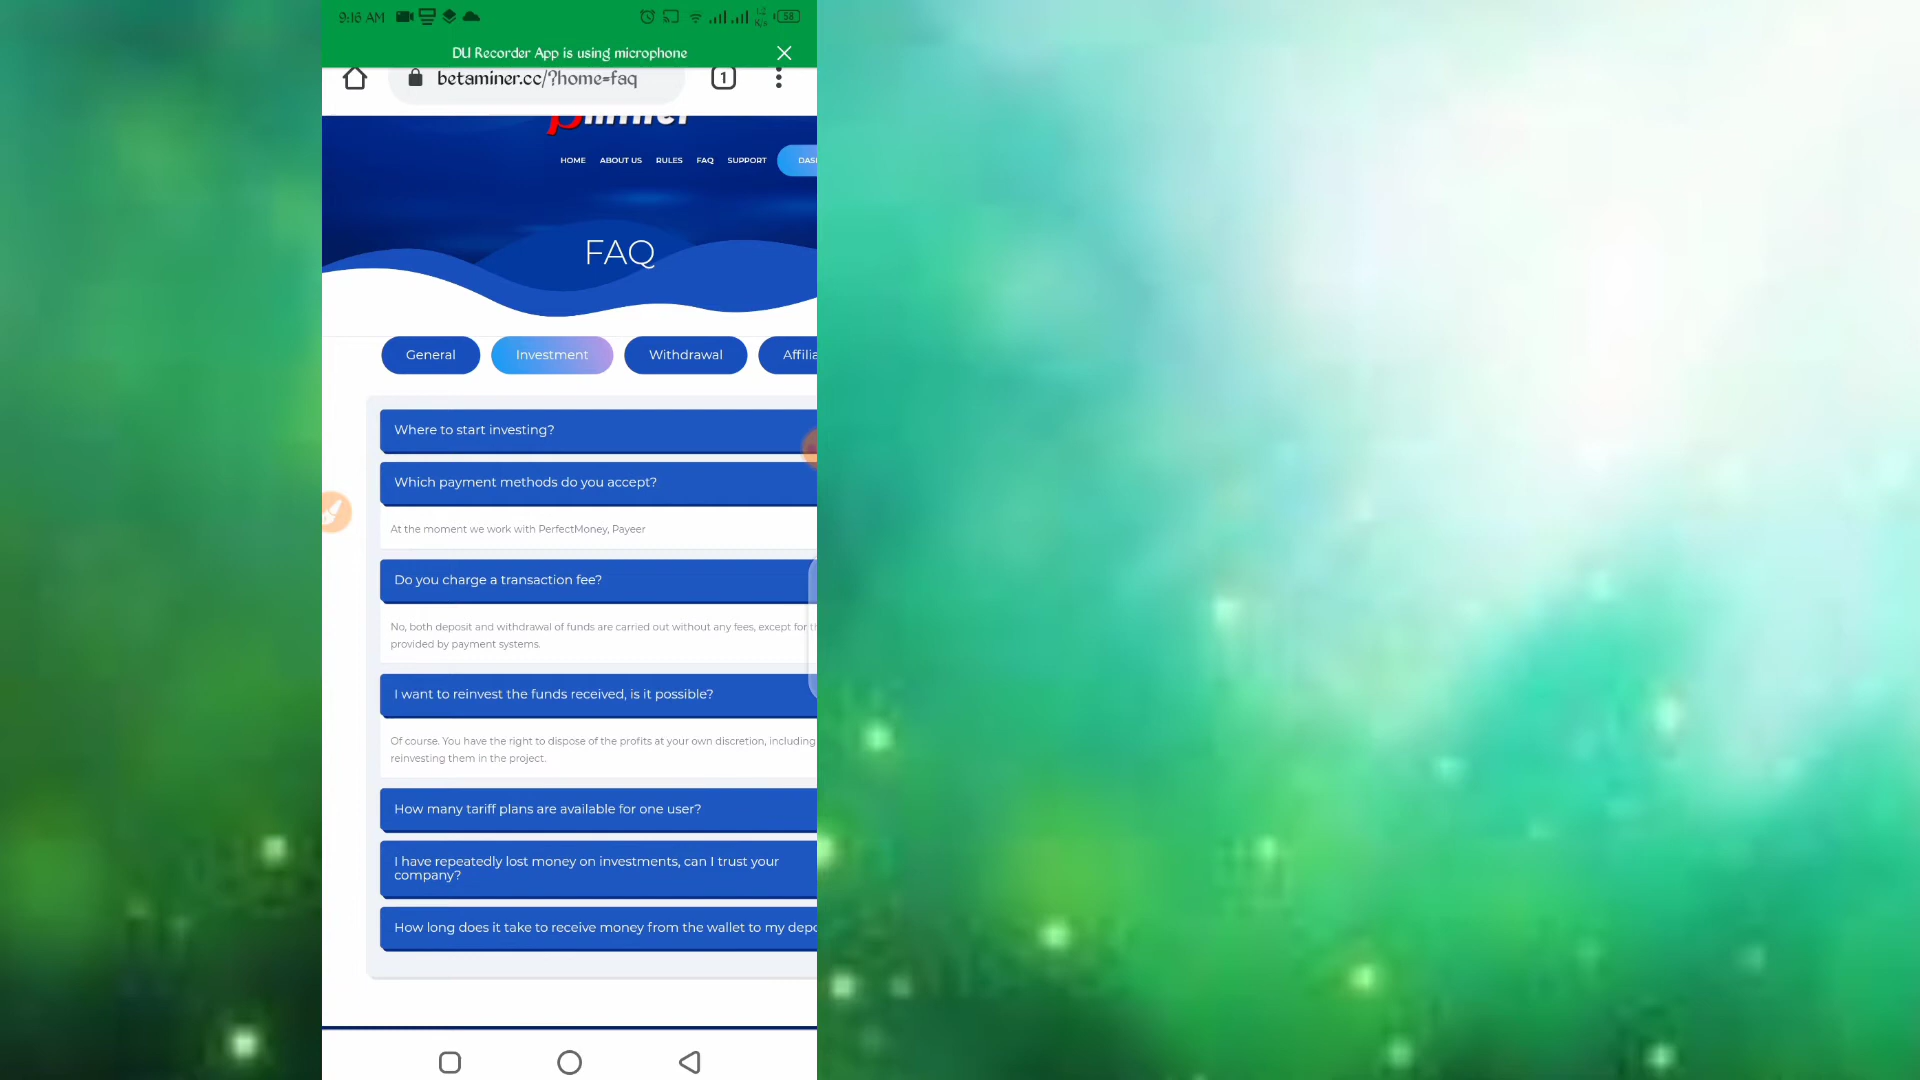 9:16 AM
58
DU Recorder App is using microphone
betaminer.cc/?home=faq
1
HOME ABOUT US RULES FAQ SUPPORT
FAQ
General Investment Withdrawal
Where to start investing?
Which payment methods do you accept?
At the moment we work with PerfectMoney, Payeer
Do you charge a transaction fee?
No, both deposit and withdrawal of funds are carried out without any fees, except for
provided by payment systems.
I want to reinvest the funds received, is it possible?
Of course. You have the right to dispose of the profits at your own discretion, including
reinvesting them in the project.
How many tariff plans are available for one user?
I have repeatedly lost money on investments, can I trust your
company?
How long does it take to receive money from the wallet to my